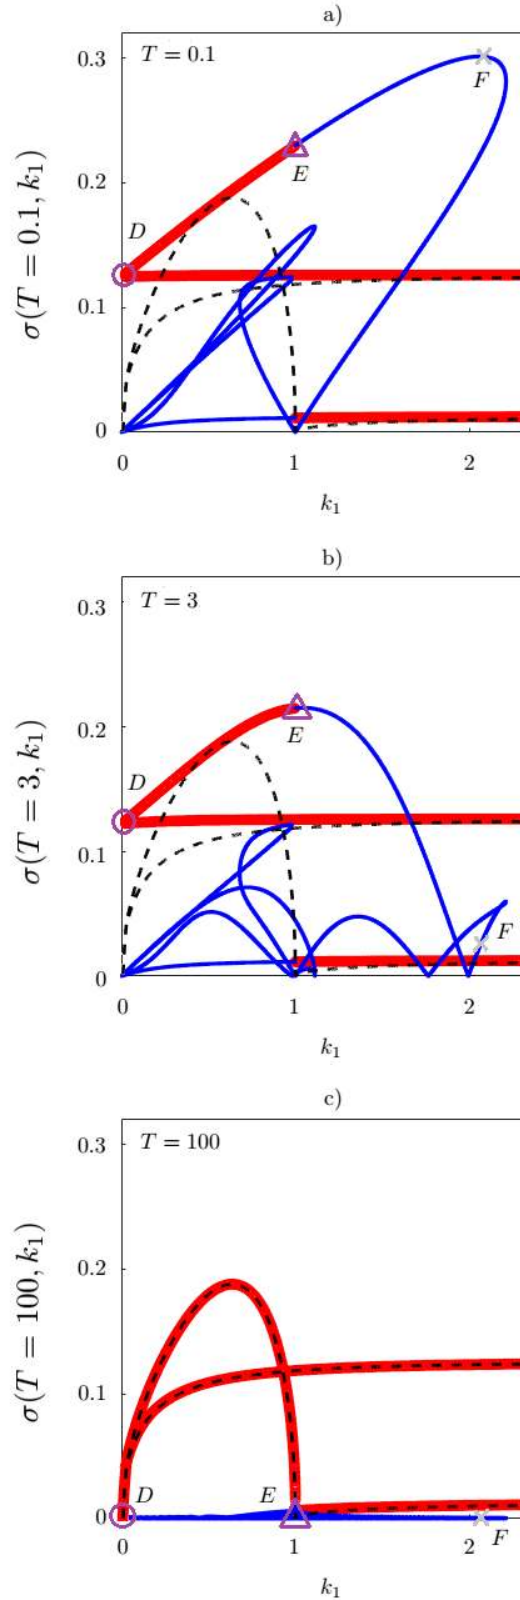 a)
T = 0.1
0.3
F
σ(T = 0.1, k₁)
E
0.2
D
0.1
0
0
1
2
k₁
b)
T = 3
0.3
σ(T = 3, k₁)
E
0.2
D
0.1
F
0
0
1
2
k₁
c)
T = 100
0.3
σ(T = 100, k₁)
0.2
0.1
D
E
0
F
0
1
2
k₁